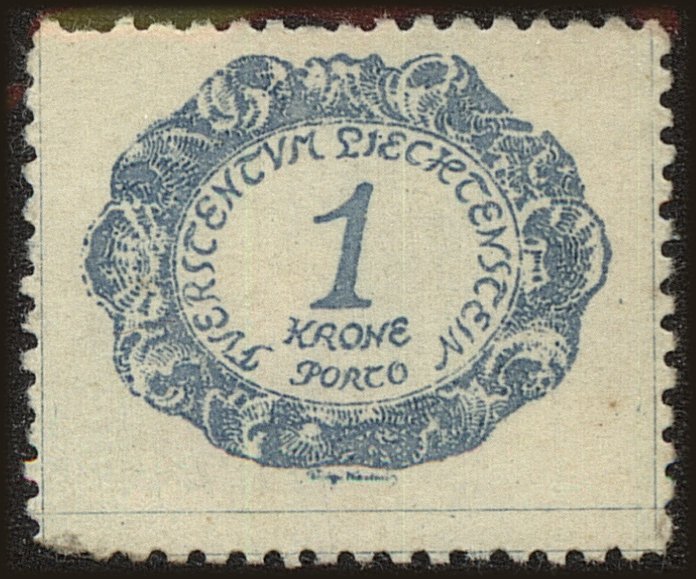 FVERSTENTVM LIECHTENSTEIN
1
KRONE
PORTO